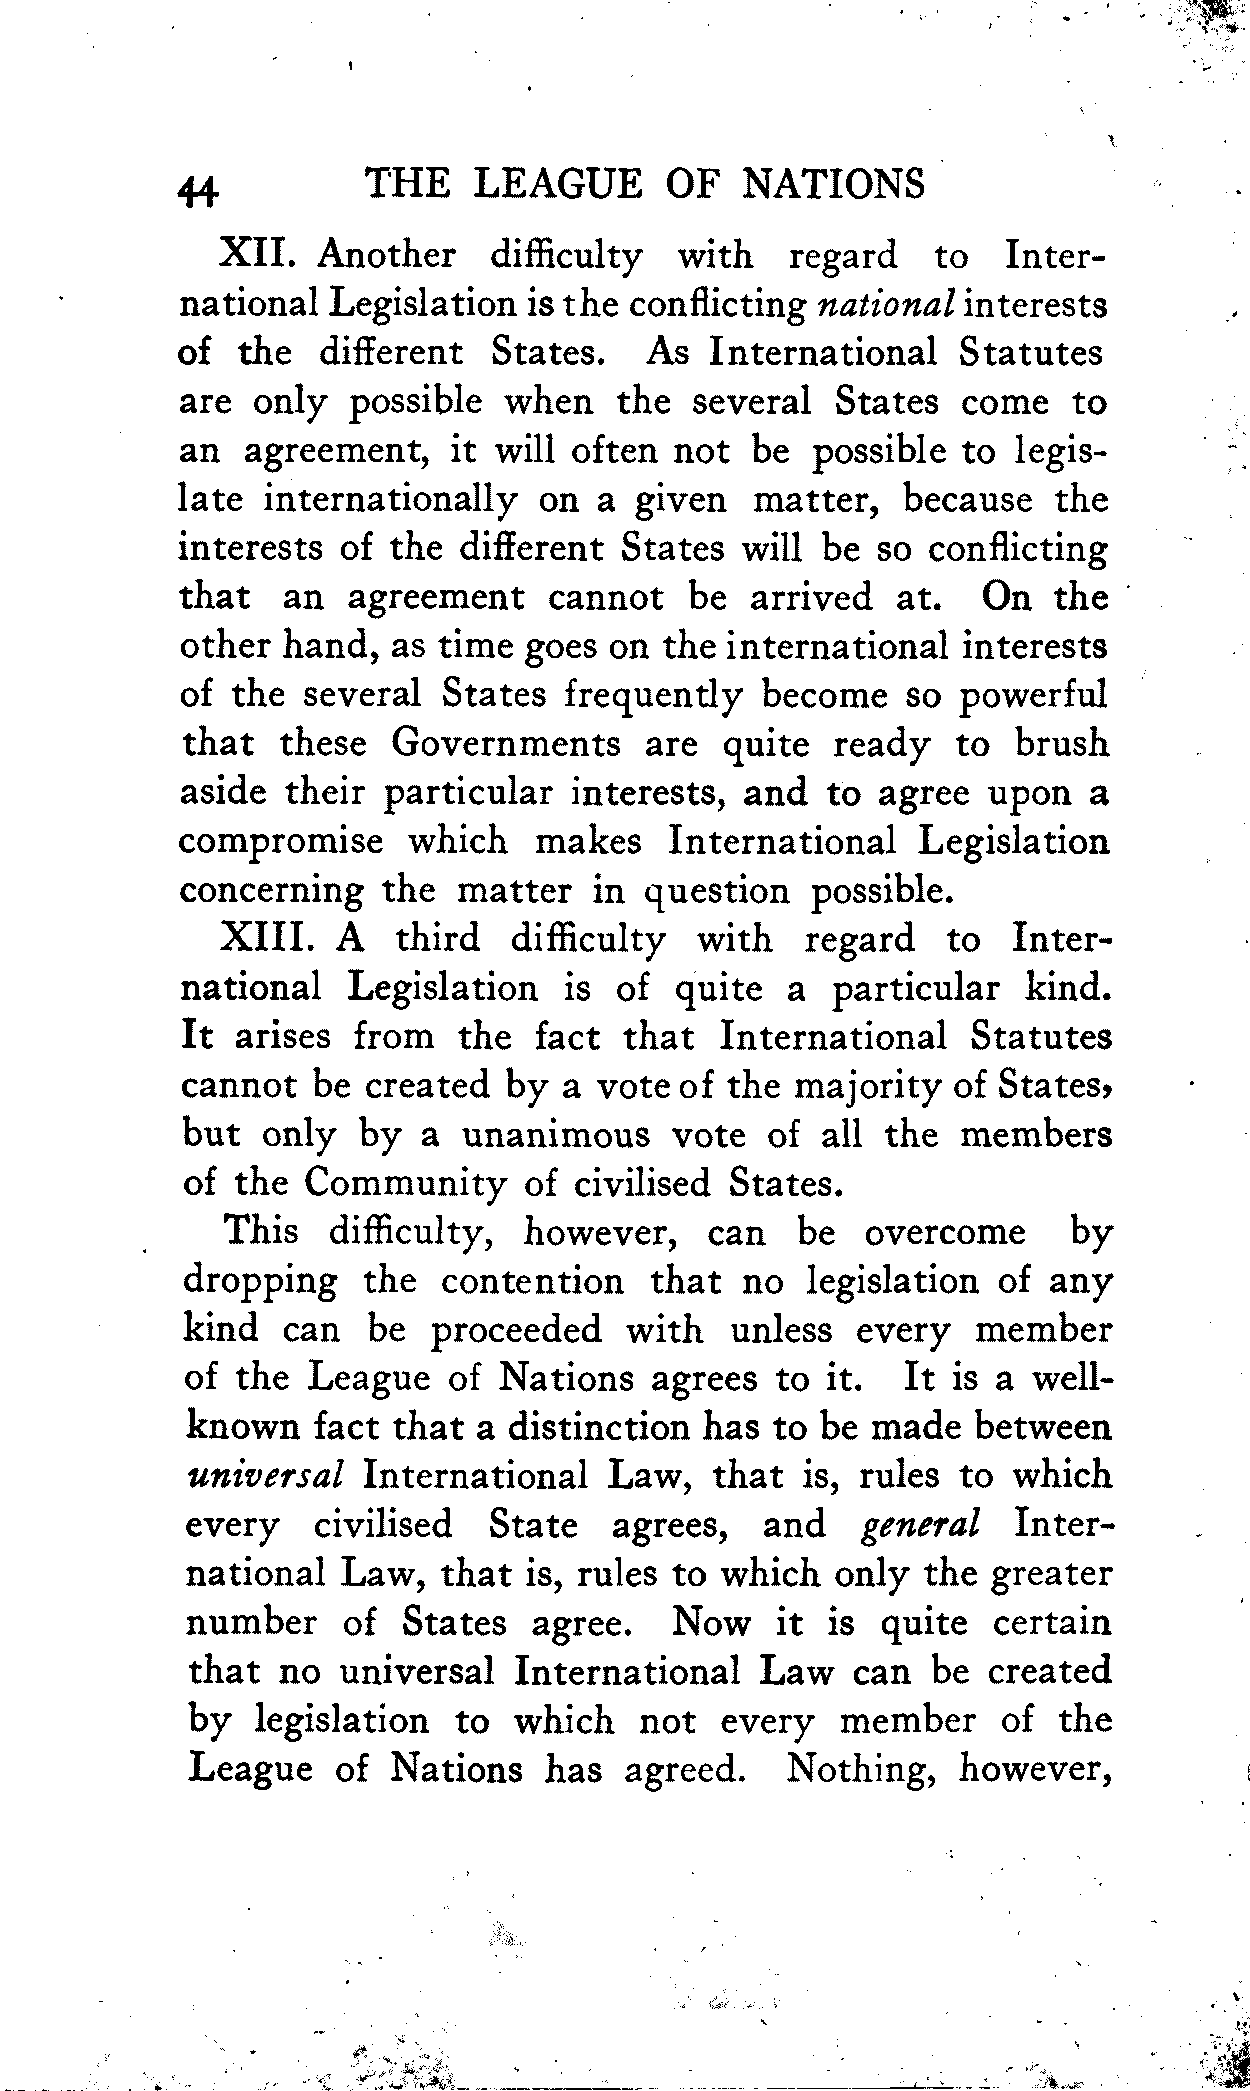 44 THE LEAGUE OF NATIONS
XII. Another difficulty with regard to Inter-
national Legislation is the conflicting national interests
of the different States. As International Statutes
are only possible when the several States come to
an agreement, it will often not be possible to legis-
late internationally on a given matter, because the
interests of the different States will be so conflicting
that an agreement cannot be arrived at. On the
other hand, as time goes on the international interests
of the several States frequently become so powerful
that these Governments are quite ready to brush
aside their particular interests, and to agree upon a
compromise which makes International Legislation
concerning the matter in question possible.
XIII. A third difficulty with regard to Inter-
national Legislation is of quite a particular kind.
It arises from the fact that International Statutes
cannot be created by a vote of the majority of States,
but only by a unanimous vote of all the members
of the Community of civilised States.
This difficulty, however, can be overcome by
dropping the contention that no legislation of any
kind can be proceeded with unless every member
of the League of Nations agrees to it. It is a well-
known fact that a distinction has to be made between
universal International Law, that is, rules to which
every civilised State agrees, and general Inter-
national Law, that is, rules to which only the greater
number of States agree. Now it is quite certain
that no universal International Law can be created
by legislation to which not every member of the
League of Nations has agreed. Nothing, however,